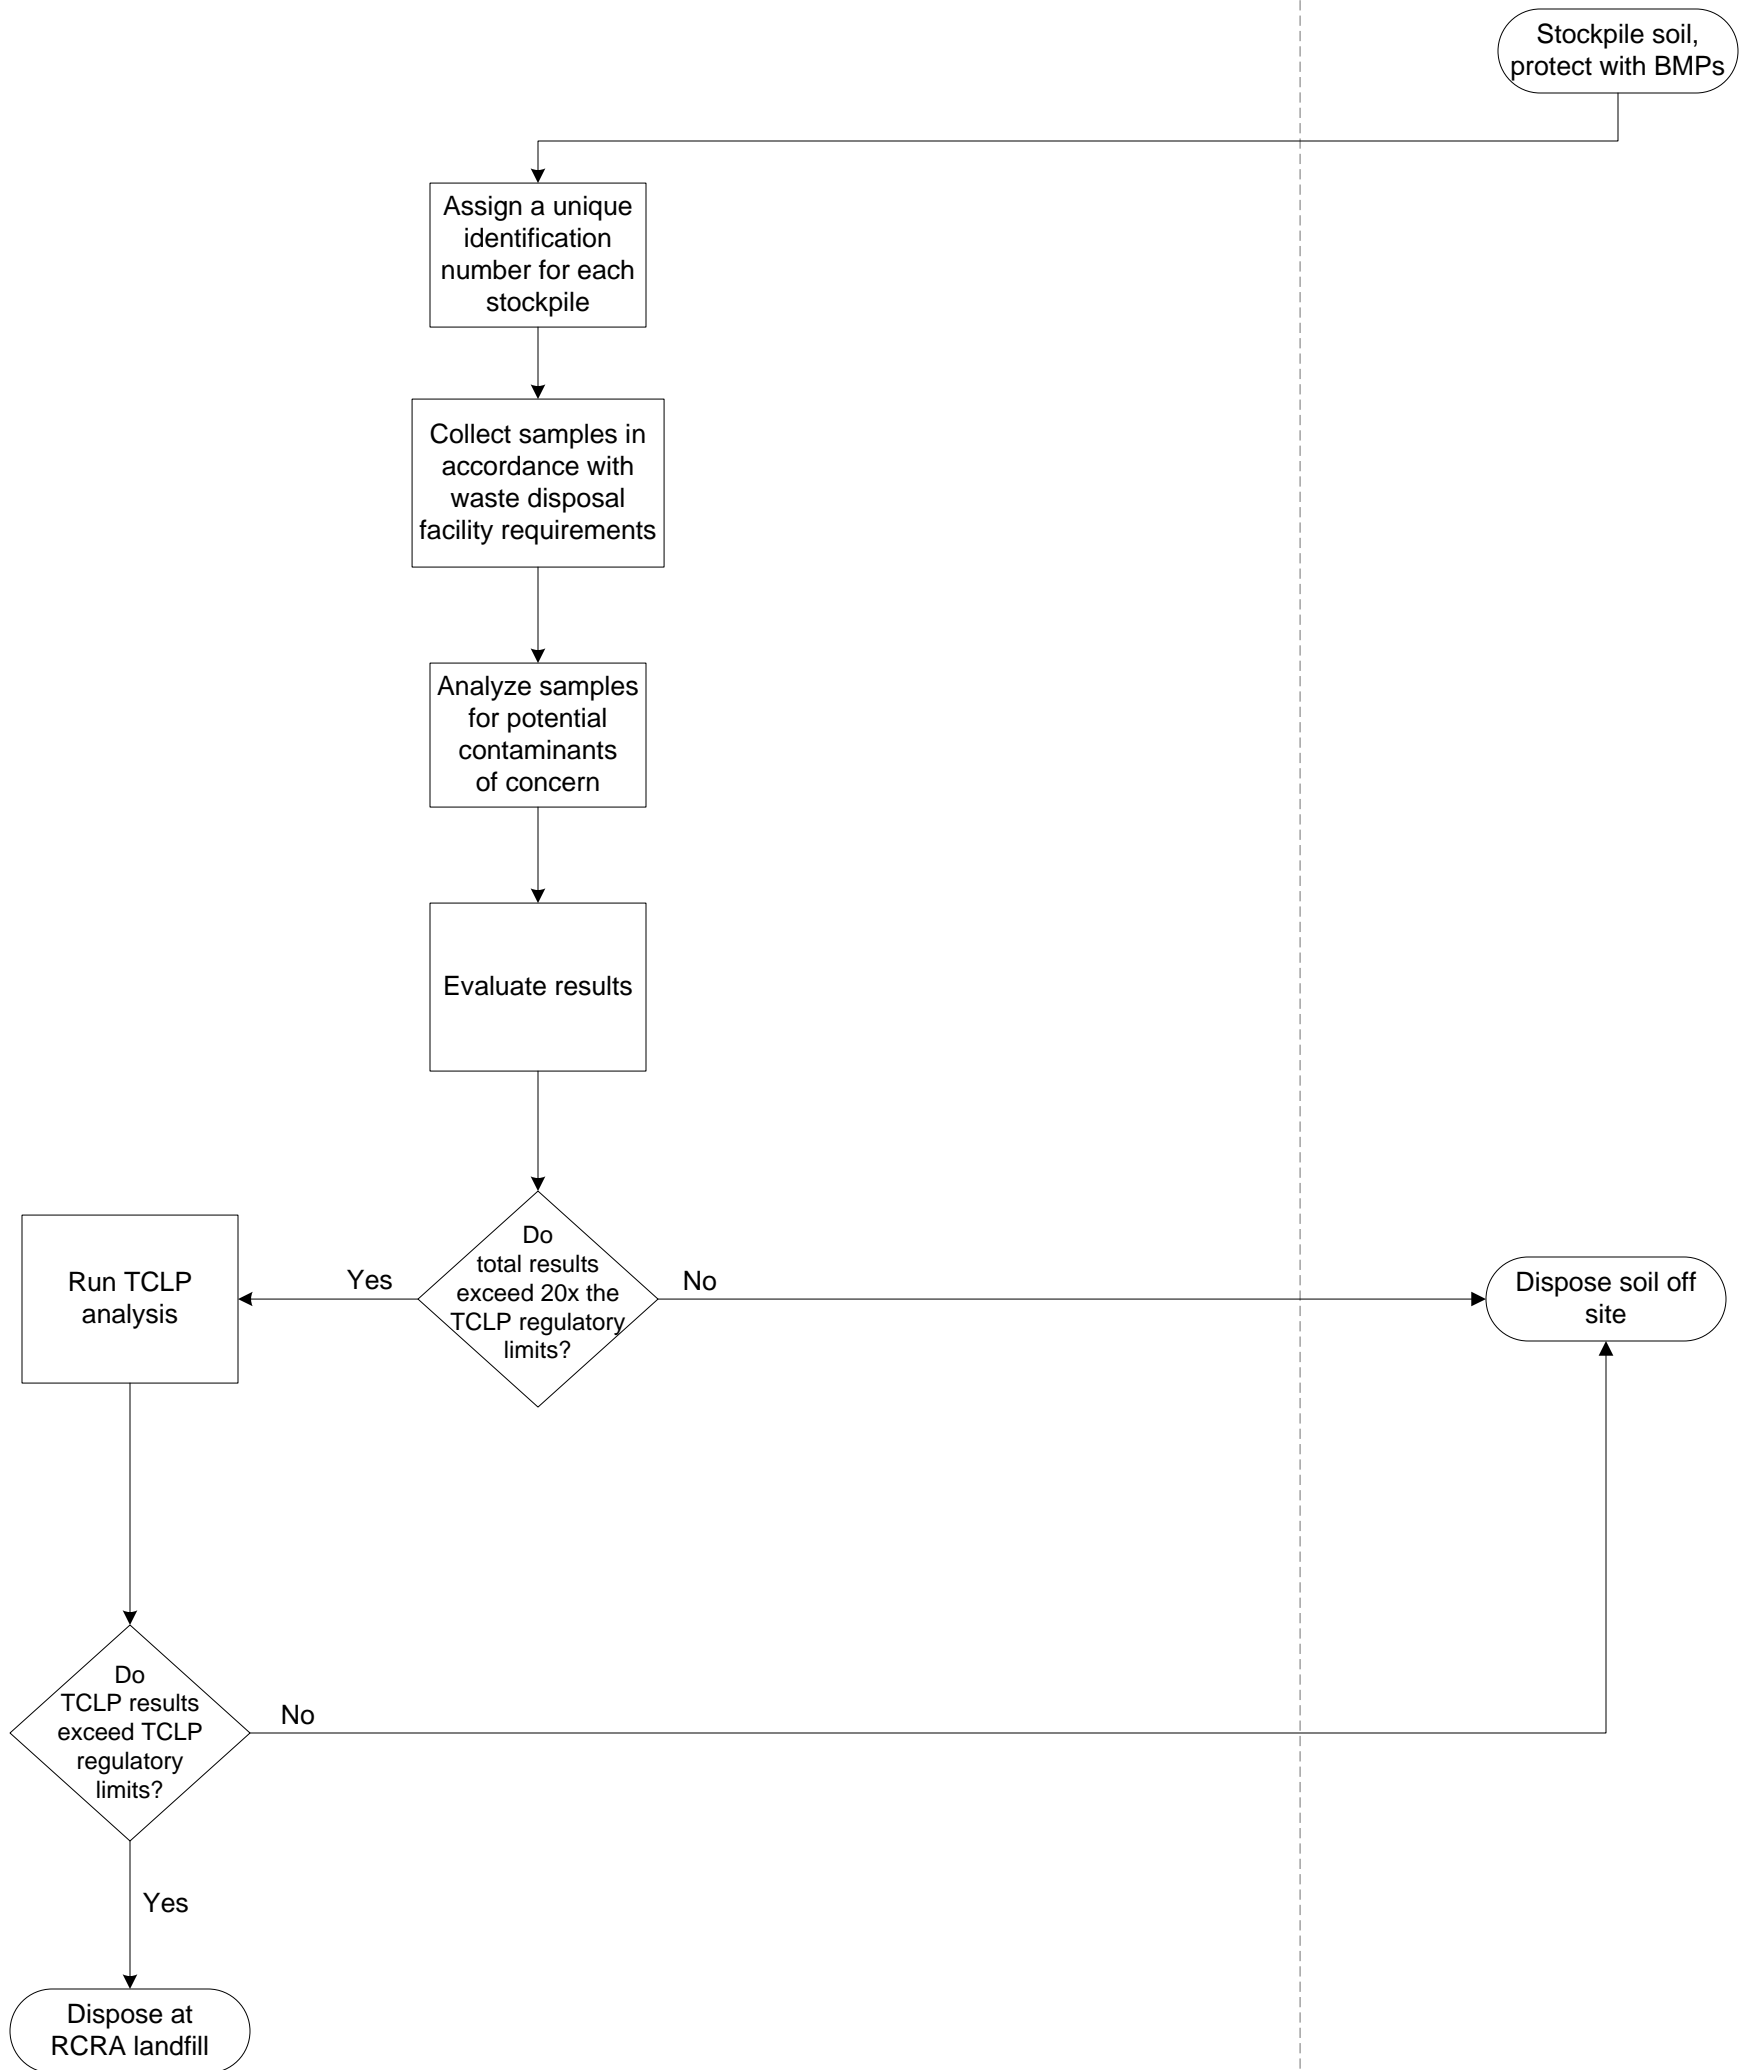 Stockpile soil,
protect with BMPs
Assign a unique
identification
number for each
stockpile
Collect samples in
accordance with
waste disposal
facility requirements
Analyze samples
for potential
contaminants
of concern
Evaluate results
Do
total results
exceed 20x the
TCLP regulatory
limits?
Yes
No
Run TCLP
analysis
Dispose soil off
site
Do
TCLP results
exceed TCLP
regulatory
limits?
No
Yes
Dispose at
RCRA landfill